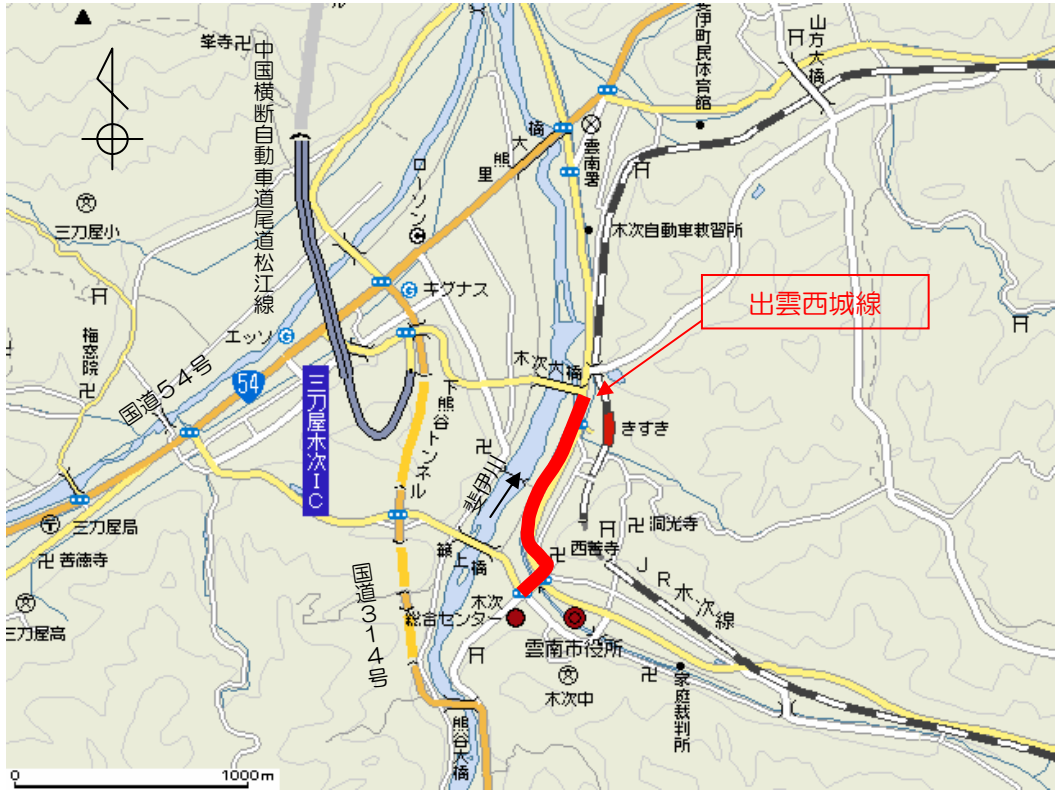 峯寺
中国横断自動車道尾道松江線
斐伊町民体育館
山方大橋
里熊大橋
雲南署
ローソン
三刀屋小
木次自動車教習所
キグナス
エッソ
出雲西城線
梅窓院
国道54号
54
三刀屋木次IC
下熊谷トンネル
木次大橋
きすき
斐伊川
三刀屋局
善徳寺
洞光寺
西善寺
JR木次線
国道314号
木次
総合センター
雲南市役所
三刀屋高
木次中
家庭裁判所
熊谷大橋
0
1000m